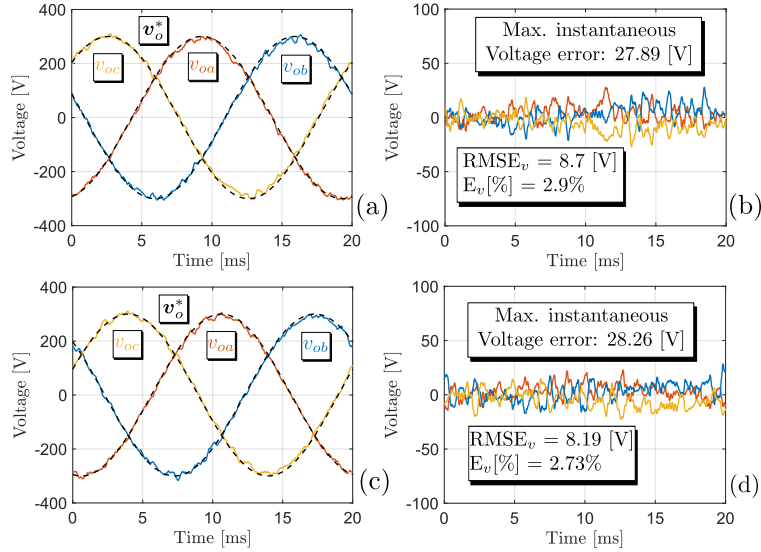 400
200
0
-200
-400
Voltage [V]
v*o
voc
voa
vob
0
5
10
15
20
Time [ms]
(a)
100
50
0
-50
-100
Voltage [V]
Max. instantaneous
Voltage error: 27.89 [V]
RMSEv = 8.7 [V]
Ev[%] = 2.9%
0
5
10
15
20
Time [ms]
(b)
400
200
0
-200
-400
Voltage [V]
v*o
voc
voa
vob
0
5
10
15
20
Time [ms]
(c)
100
50
0
-50
-100
Voltage [V]
Max. instantaneous
Voltage error: 28.26 [V]
RMSEv = 8.19 [V]
Ev[%] = 2.73%
0
5
10
15
20
Time [ms]
(d)